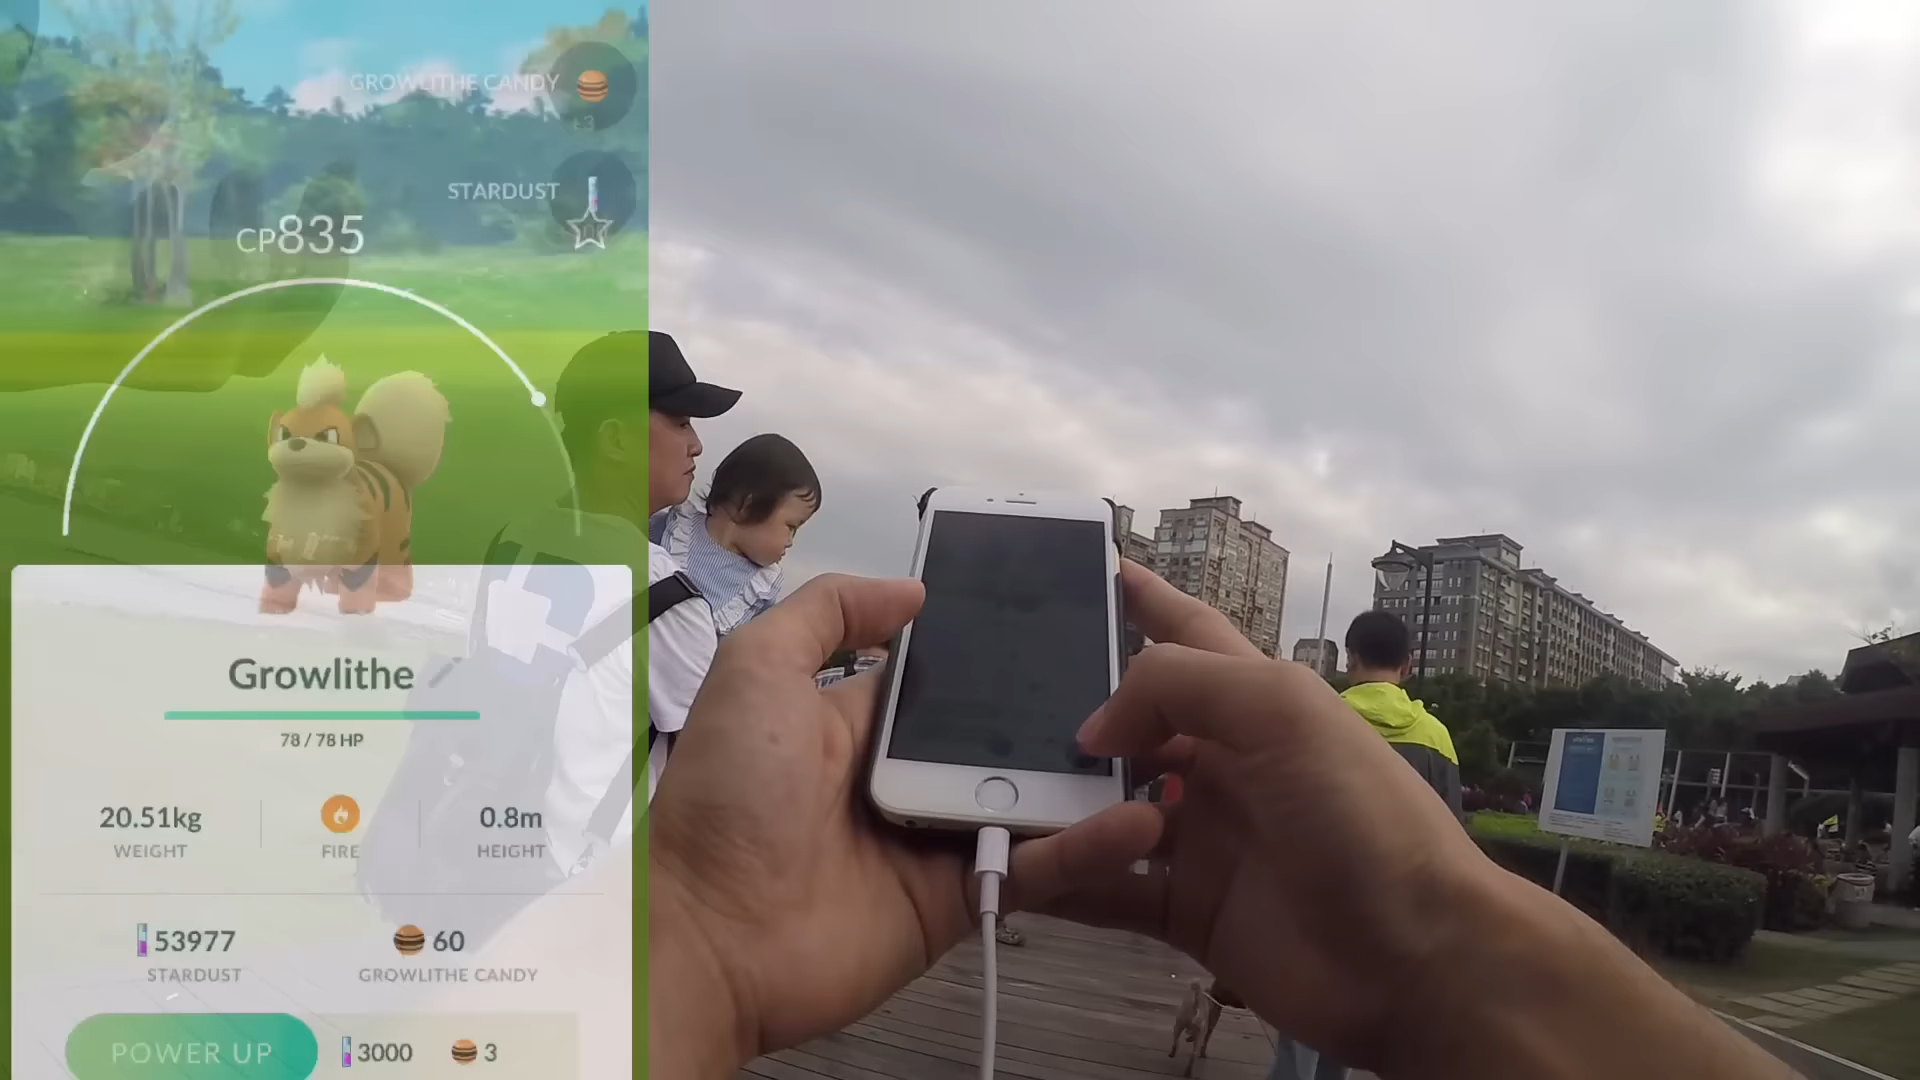 GROWLITHE CANDY
+3
STARDUST
CP835
Growlithe
78 / 78 HP
20.51kg
WEIGHT
FIRE
0.8m
HEIGHT
53977
STARDUST
60
GROWLITHE CANDY
POWER UP
3000
3